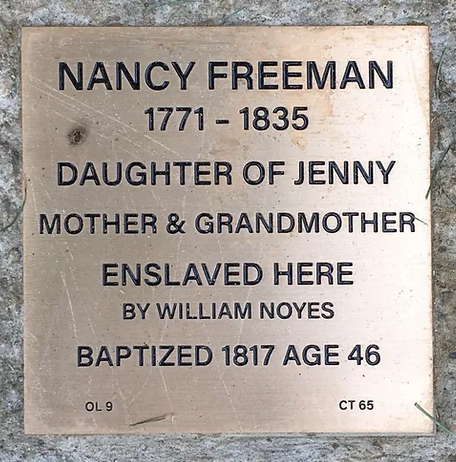 NANCY FREEMAN
1771 – 1835
DAUGHTER OF JENNY
MOTHER & GRANDMOTHER
ENSLAVED HERE
BY WILLIAM NOYES
BAPTIZED 1817 AGE 46
OL 9 CT 65